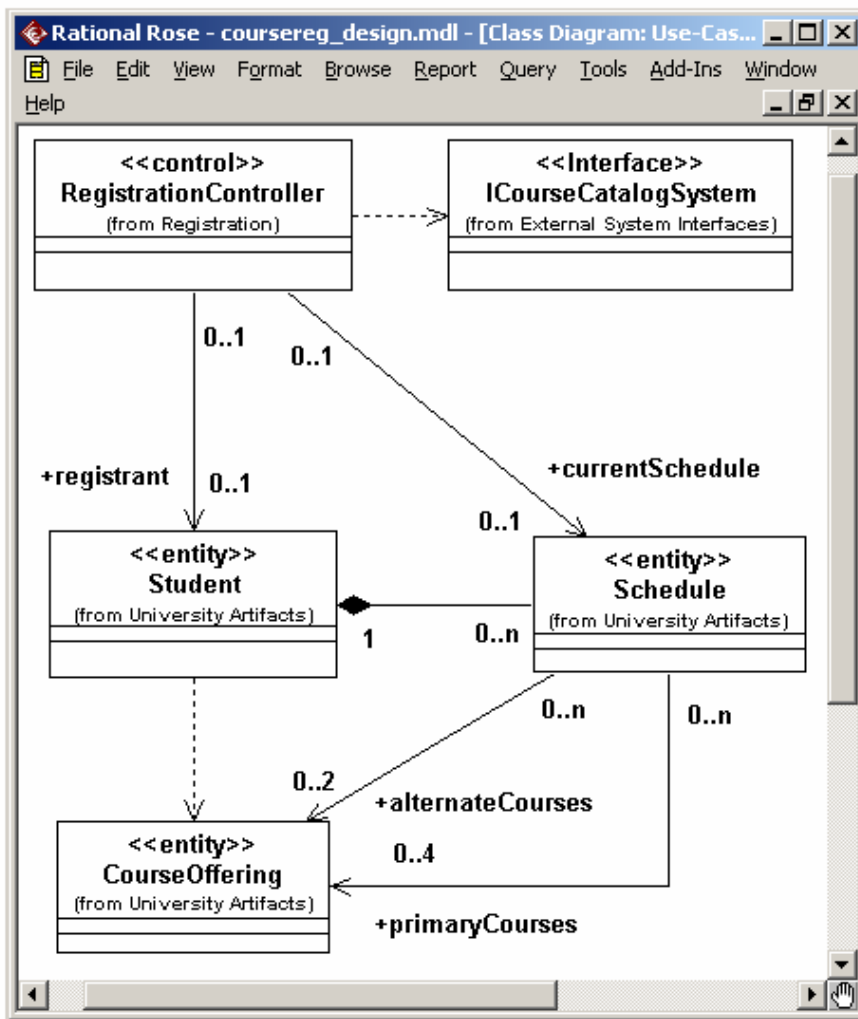 Rational Rose - coursereg_design.mdl - [Class Diagram: Use-Cas...
File Edit View Format Browse Report Query Tools Add-Ins Window
Help
<<control>>
RegistrationController
(from Registration)
<<Interface>>
ICourseCatalogSystem
(from External System Interfaces)
0..1
0..1
+registrant
0..1
+currentSchedule
0..1
<<entity>>
Student
(from University Artifacts)
<<entity>>
Schedule
(from University Artifacts)
1
0..n
0..n
0..n
0..2
+alternateCourses
<<entity>>
CourseOffering
(from University Artifacts)
0..4
+primaryCourses